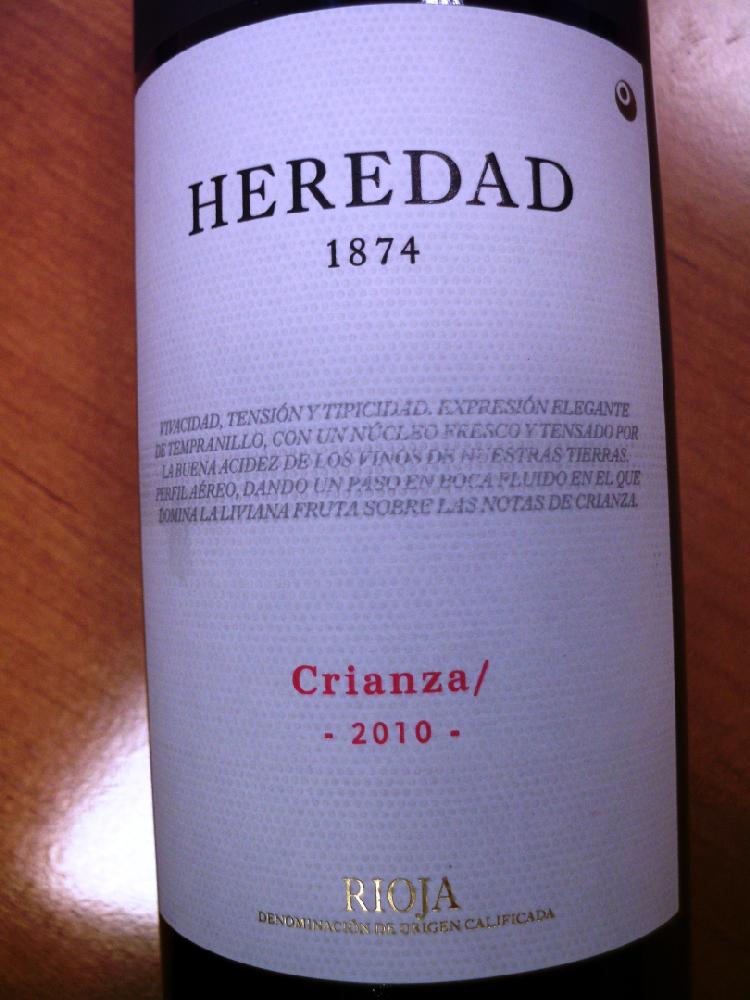 HEREDAD
1874
VIVACIDAD, TENSIÓN Y TIPICIDAD. EXPRESIÓN ELEGANTE
DE TEMPRANILLO, CON UN NÚCLEO FRESCO Y TENSADO POR
LA BUENA ACIDEZ DE LOS VINOS DE NUESTRAS TIERRAS.
PERFIL AÉREO, DANDO UN PASO EN BOCA FLUIDO EN EL QUE
DOMINA LA LIVIANA FRUTA SOBRE LAS NOTAS DE CRIANZA.
Crianza/
- 2010 -
RIOJA
DENOMINACIÓN DE ORIGEN CALIFICADA